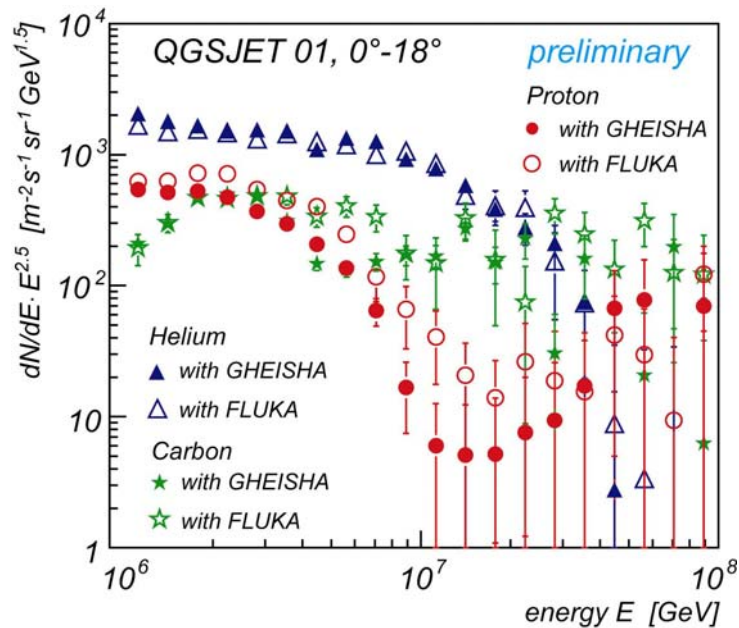 QGSJET 01, 0°-18°
preliminary
Proton
with GHEISHA
with FLUKA
Helium
with GHEISHA
with FLUKA
Carbon
with GHEISHA
with FLUKA
dN/dE· E^2.5 [m^-2 s^-1 sr^-1 GeV^1.5]
10^4
10^3
10^2
10
1
10^6
10^7
10^8
energy E [GeV]